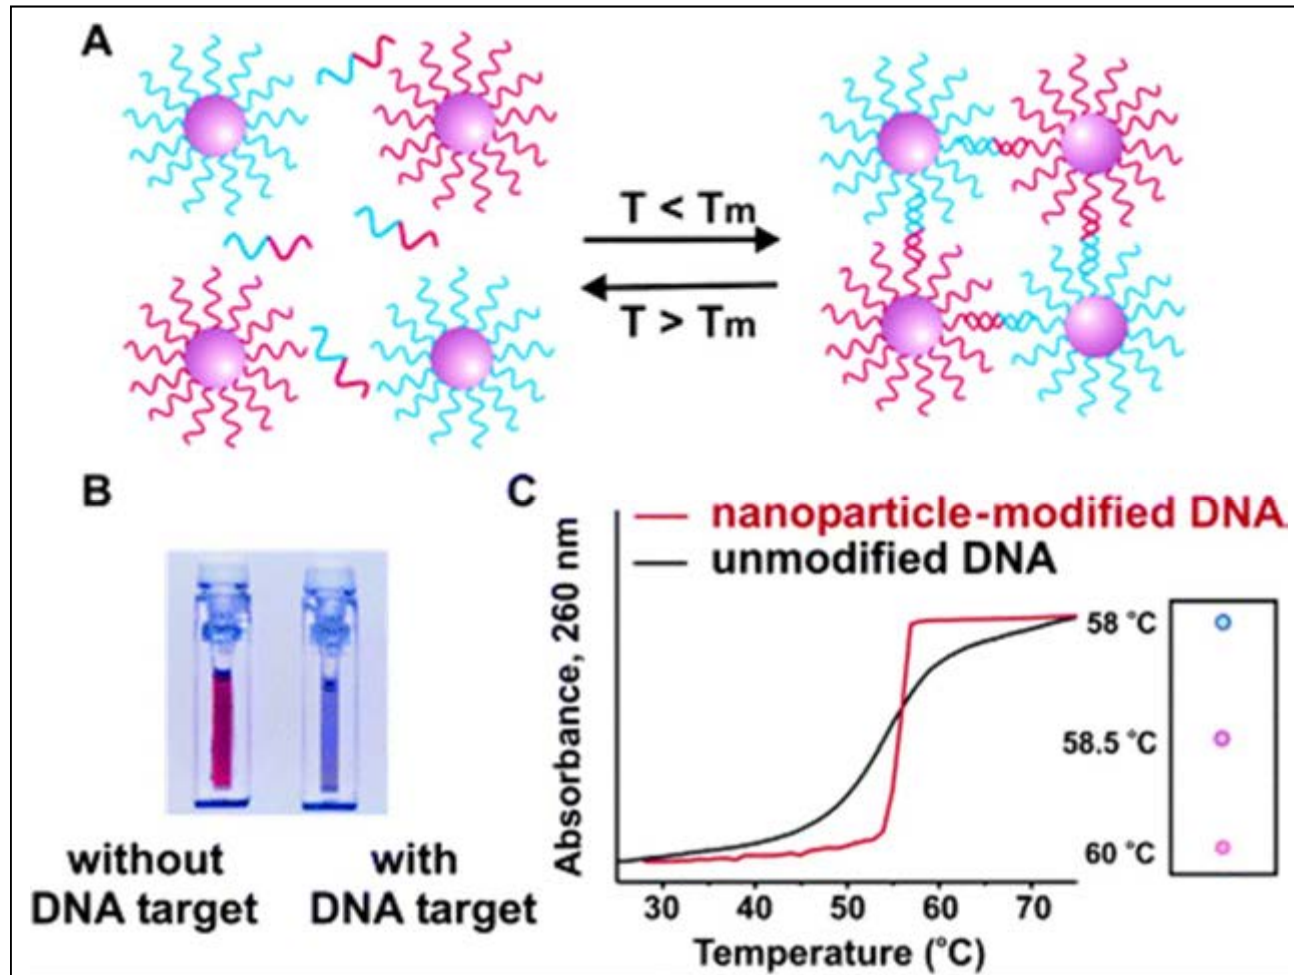 A
T < Tm
T > Tm
B
without
DNA target
with
DNA target
C
nanoparticle-modified DNA
unmodified DNA
Absorbance, 260 nm
30 40 50 60 70
Temperature (°C)
58 °C
58.5 °C
60 °C